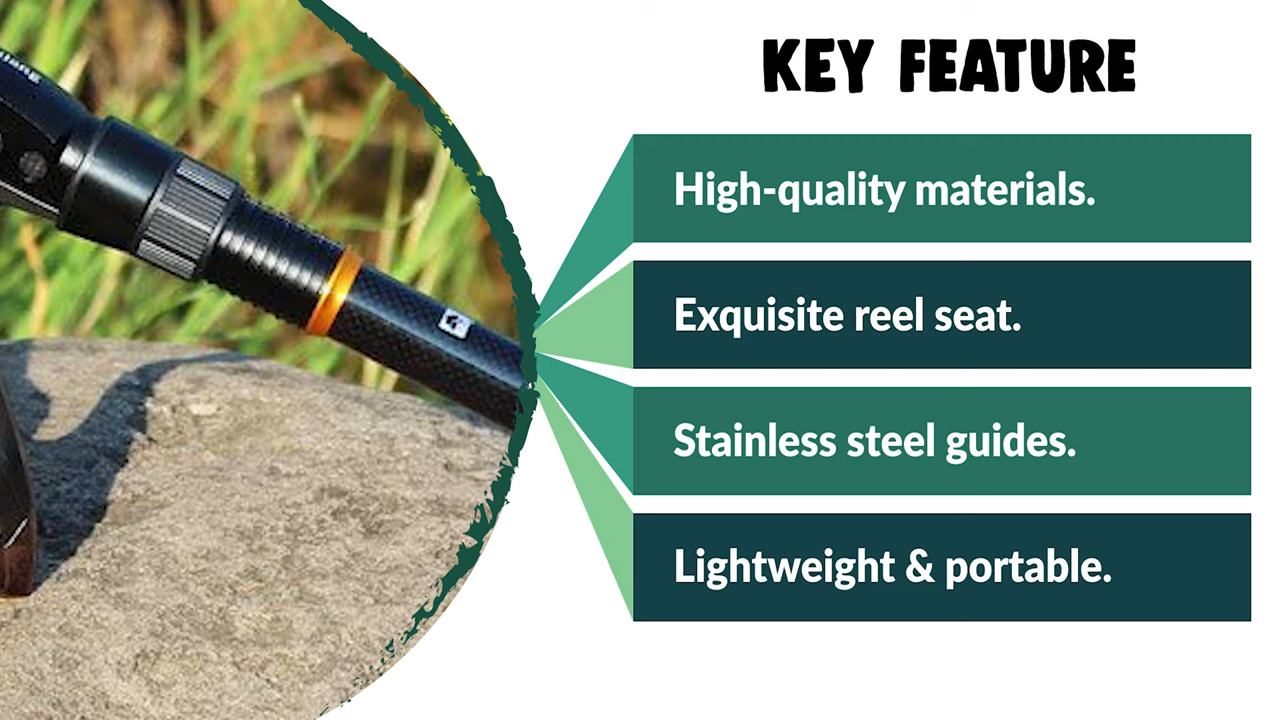 KEY FEATURE
High-quality materials.
Exquisite reel seat.
Stainless steel guides.
Lightweight & portable.